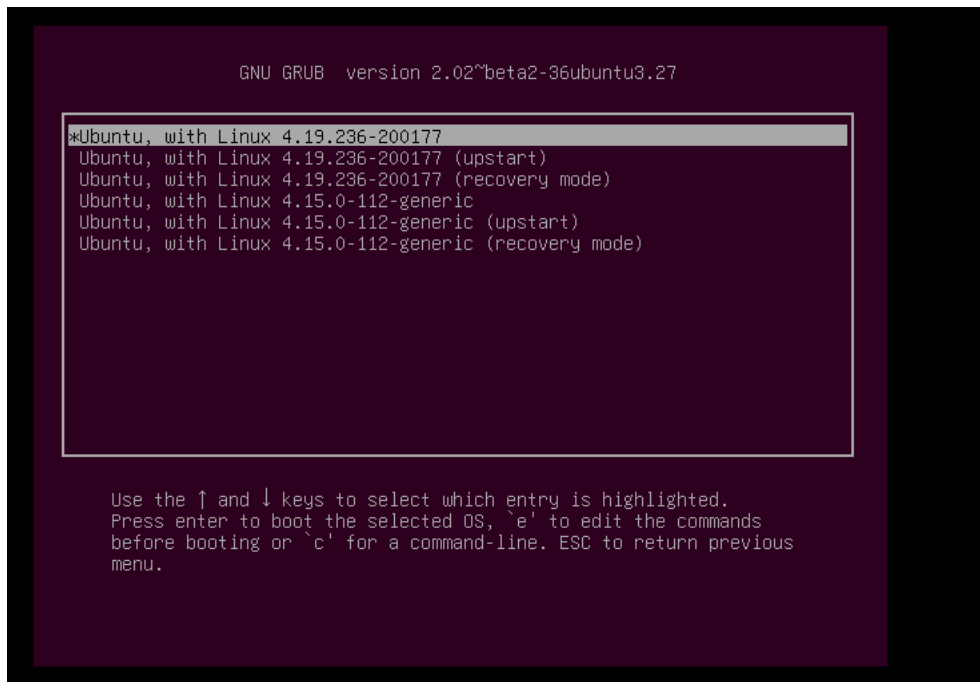 GNU GRUB version 2.02~beta2-36ubuntu3.27
*Ubuntu, with Linux 4.19.236-200177
Ubuntu, with Linux 4.19.236-200177 (upstart)
Ubuntu, with Linux 4.19.236-200177 (recovery mode)
Ubuntu, with Linux 4.15.0-112-generic
Ubuntu, with Linux 4.15.0-112-generic (upstart)
Ubuntu, with Linux 4.15.0-112-generic (recovery mode)
Use the ↑ and ↓ keys to select which entry is highlighted.
Press enter to boot the selected OS, `e' to edit the commands
before booting or `c' for a command-line. ESC to return previous
menu.